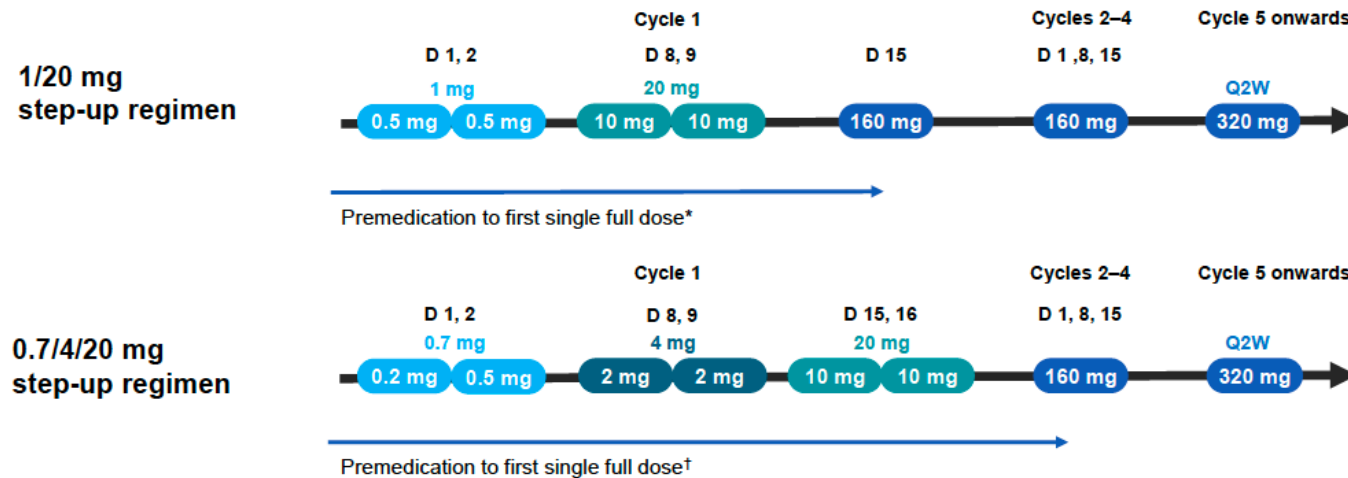 Cycle 1 Cycles 2–4 Cycle 5 onwards
D 1, 2 D 8, 9 D 15 D 1 ,8, 15
1/20 mg
step-up regimen
1 mg 20 mg Q2W
0.5 mg 0.5 mg 10 mg 10 mg 160 mg 160 mg 320 mg
Premedication to first single full dose*
Cycle 1 Cycles 2–4 Cycle 5 onwards
D 1, 2 D 8, 9 D 15, 16 D 1, 8, 15
0.7/4/20 mg
step-up regimen
0.7 mg 4 mg 20 mg Q2W
0.2 mg 0.5 mg 2 mg 2 mg 10 mg 10 mg 160 mg 320 mg
Premedication to first single full dose†